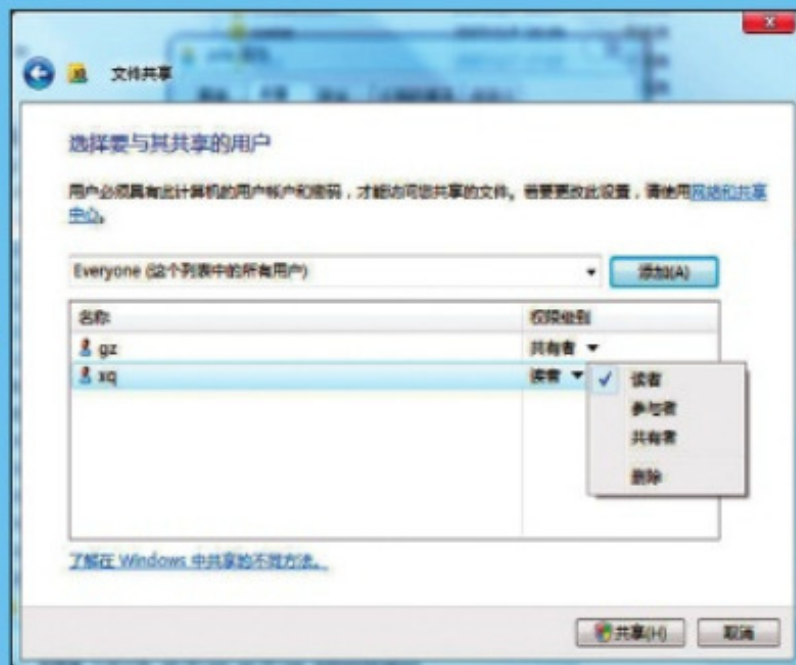 文件共享
选择要与其共享的用户
用户必须具有此计算机的用户帐户和密码，才能访问您共享的文件。若要更改此设置，请使用网络和共享
中心。
Everyone (这个列表中的所有用户)
添加(A)
名称 权限级别
gz 共有者
xq 读者
读者
参与者
共有者
删除
了解在 Windows 中共享的不同方法。
共享(H) 取消